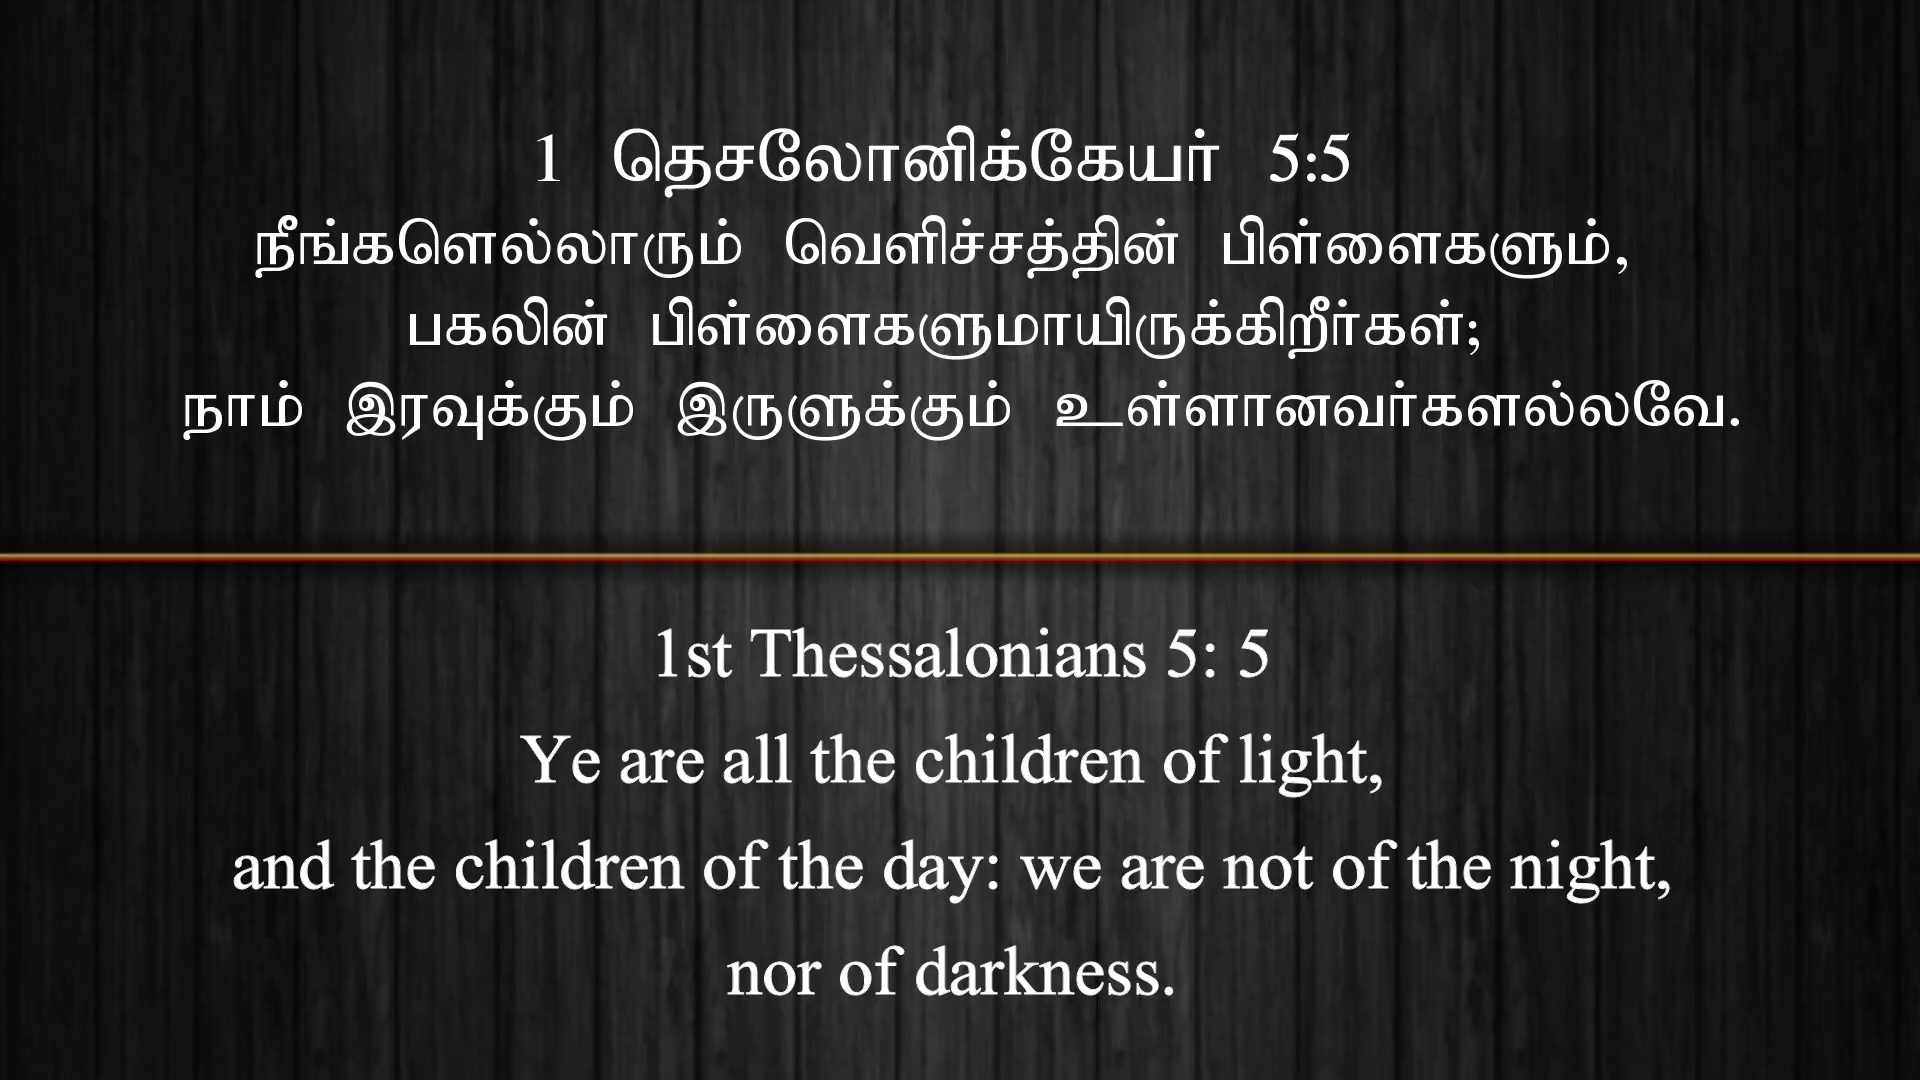 1 தெசலோனிக்கேயர் 5:5
நீங்களெல்லாரும் வெளிச்சத்தின் பிள்ளைகளும்,
பகலின் பிள்ளைகளுமாயிருக்கிறீர்கள்;
நாம் இரவுக்கும் இருளுக்கும் உள்ளானவர்களல்லவே.
1st Thessalonians 5: 5
Ye are all the children of light,
and the children of the day: we are not of the night,
nor of darkness.